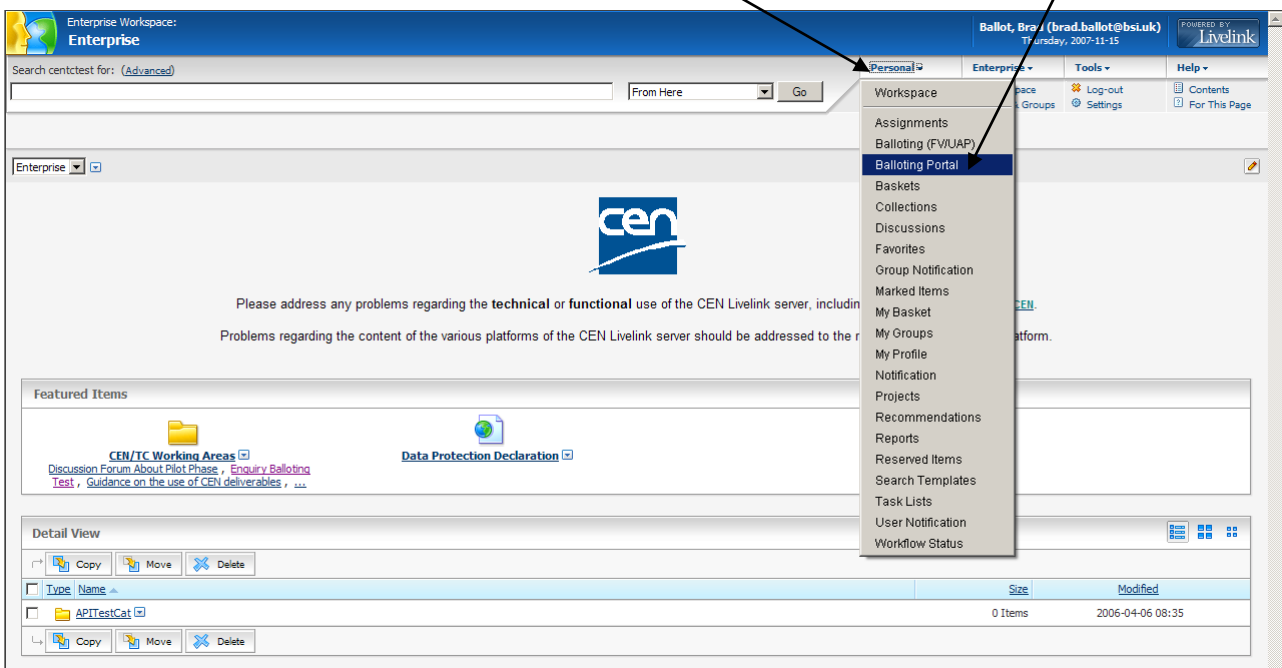 Enterprise Workspace:
Enterprise
Ballot, Brad (brad.ballot@bsi.uk)
Thursday, 2007-11-15
POWERED BY
Livelink
Search centctest for: (Advanced)
From Here
Go
Personal
Enterprise
Tools
Help
Log-out
Contents
Groups
Settings
For This Page
Workspace
Assignments
Balloting (FV/UAP)
Balloting Portal
Baskets
Collections
Discussions
Favorites
Group Notification
Marked Items
My Basket
My Groups
My Profile
Notification
Projects
Recommendations
Reports
Reserved Items
Search Templates
Task Lists
User Notification
Workflow Status
Enterprise
cen
Please address any problems regarding the technical or functional use of the CEN Livelink server, includin CEN.
Problems regarding the content of the various platforms of the CEN Livelink server should be addressed to the
Featured Items
CEN/TC Working Areas
Discussion Forum About Pilot Phase , Enquiry Balloting
Test , Guidance on the use of CEN deliverables , ...
Data Protection Declaration
Detail View
Copy Move Delete
Type Name Size Modified
APITestCat 0 Items 2006-04-06 08:35
Copy Move Delete